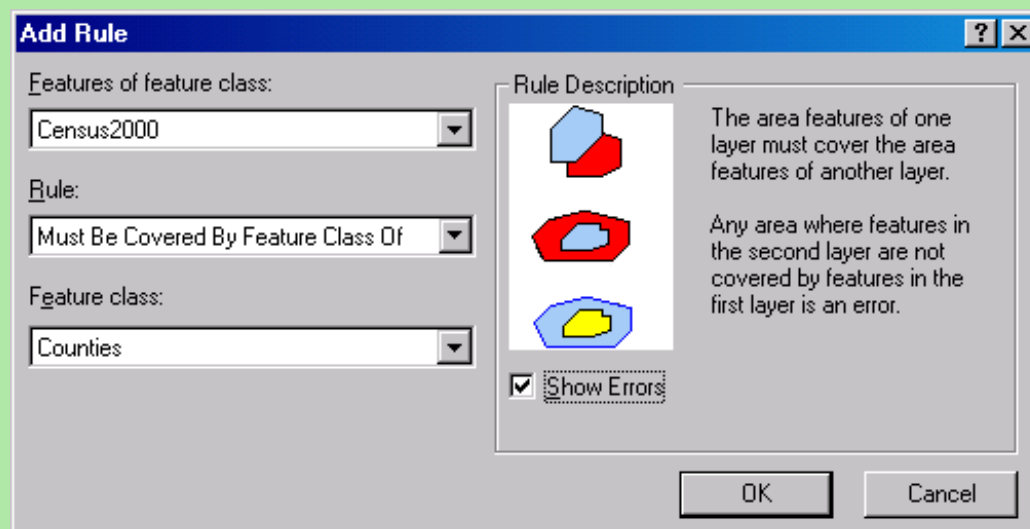 Add Rule
Features of feature class:
Census2000
Rule:
Must Be Covered By Feature Class Of
Feature class:
Counties
Rule Description
The area features of one
layer must cover the area
features of another layer.
Any area where features in
the second layer are not
covered by features in the
first layer is an error.
Show Errors
OK
Cancel